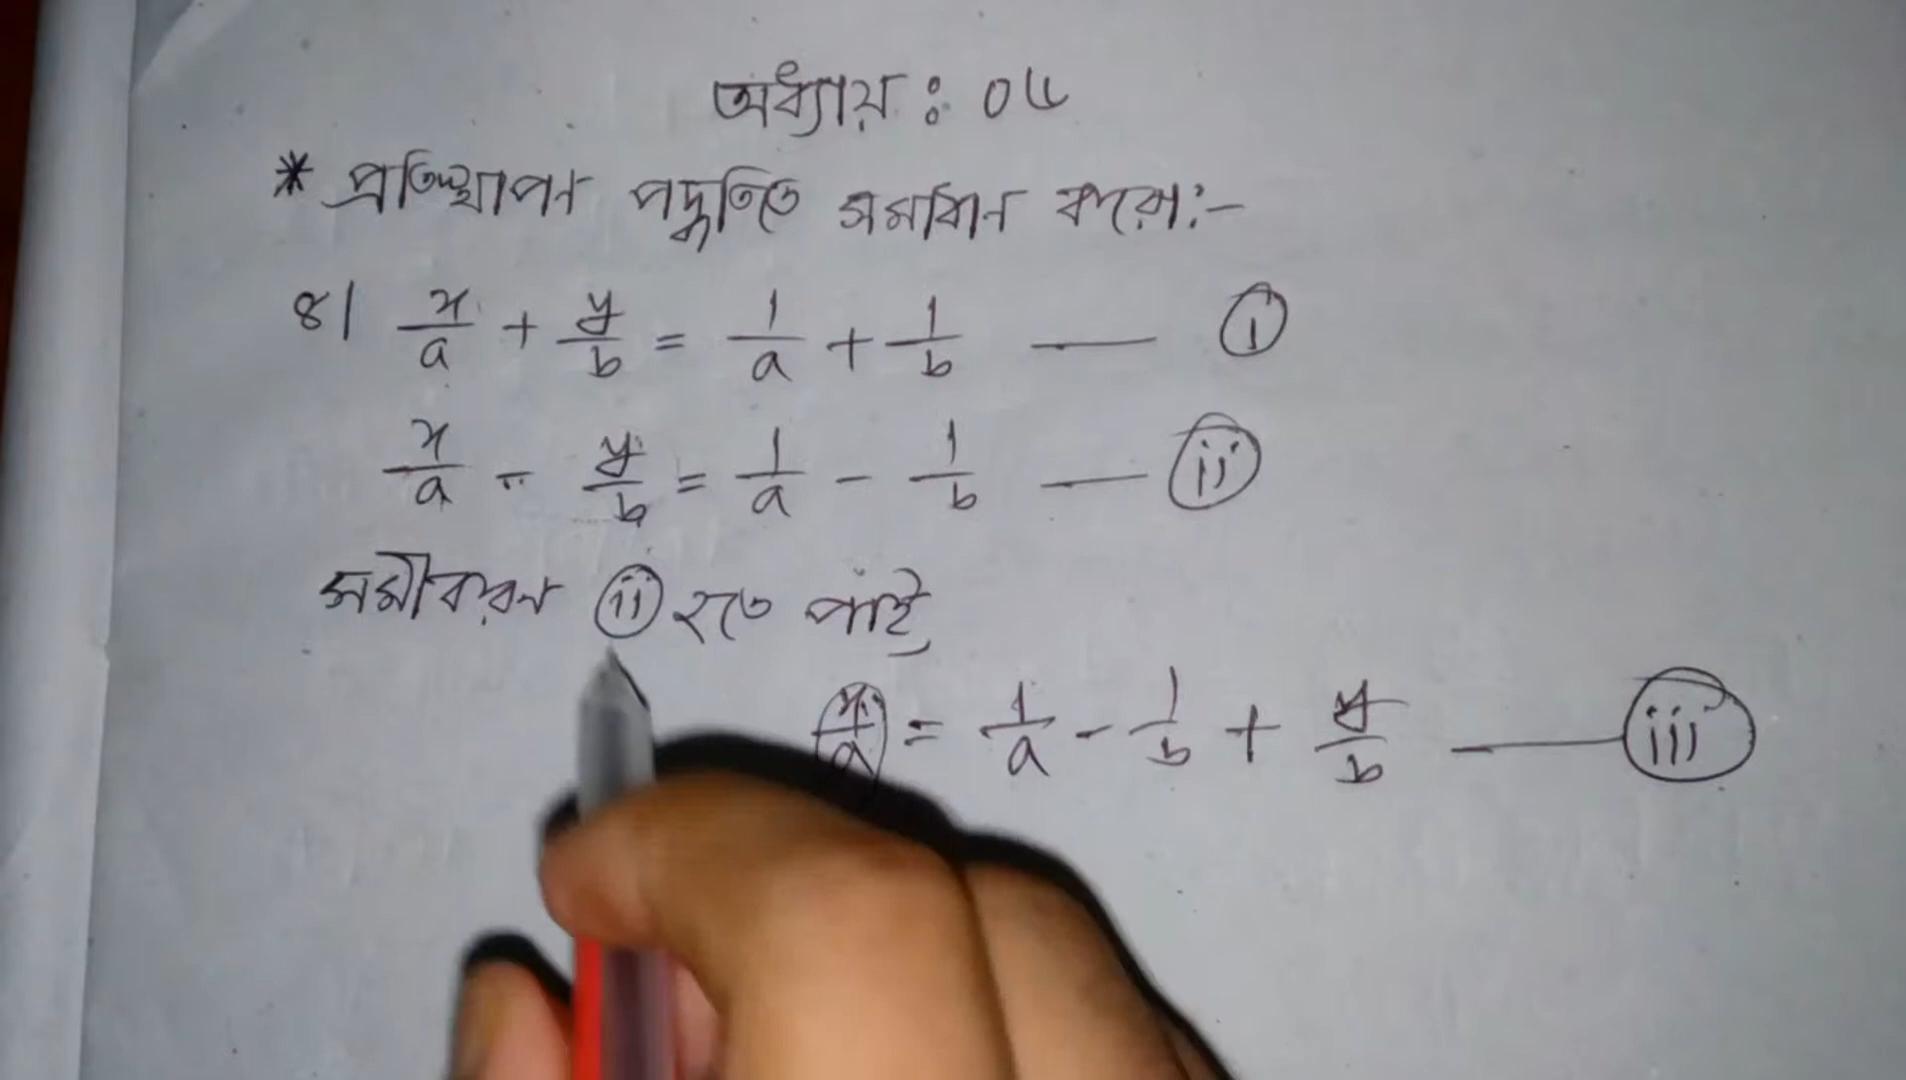 অধ্যায় : ০৬
* প্রতিস্থাপন পদ্ধতিতে সমাধান করো:-
৪| x/a + y/b = 1/a + 1/b — (i)
x/a - y/b = 1/a - 1/b — (ii)
সমীকরন (ii) হতে পাই,
x/a = 1/a - 1/b + y/b — (iii)